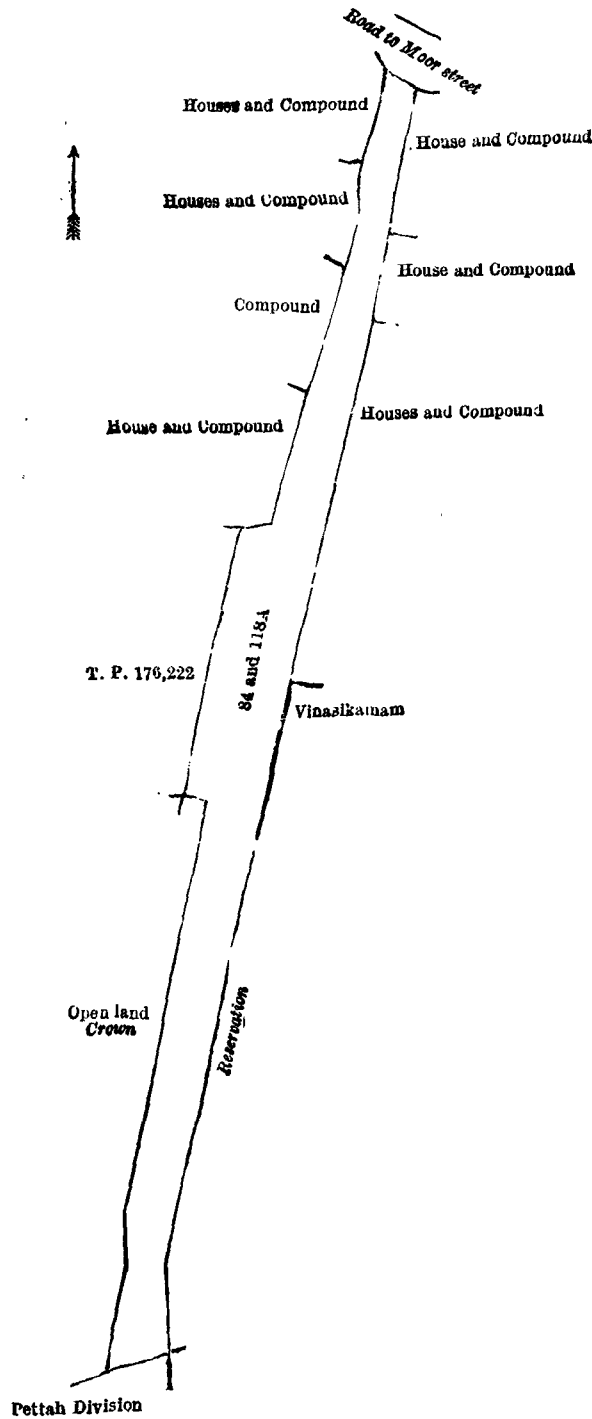 Road to Moor street
Houses and Compound
House and Compound
Houses and Compound
House and Compound
Compound
Houses and Compound
House and Compound
84 and 118A
T. P. 176,222
Vinasikamam
Open land
Crown
Reservation
Pettah Division